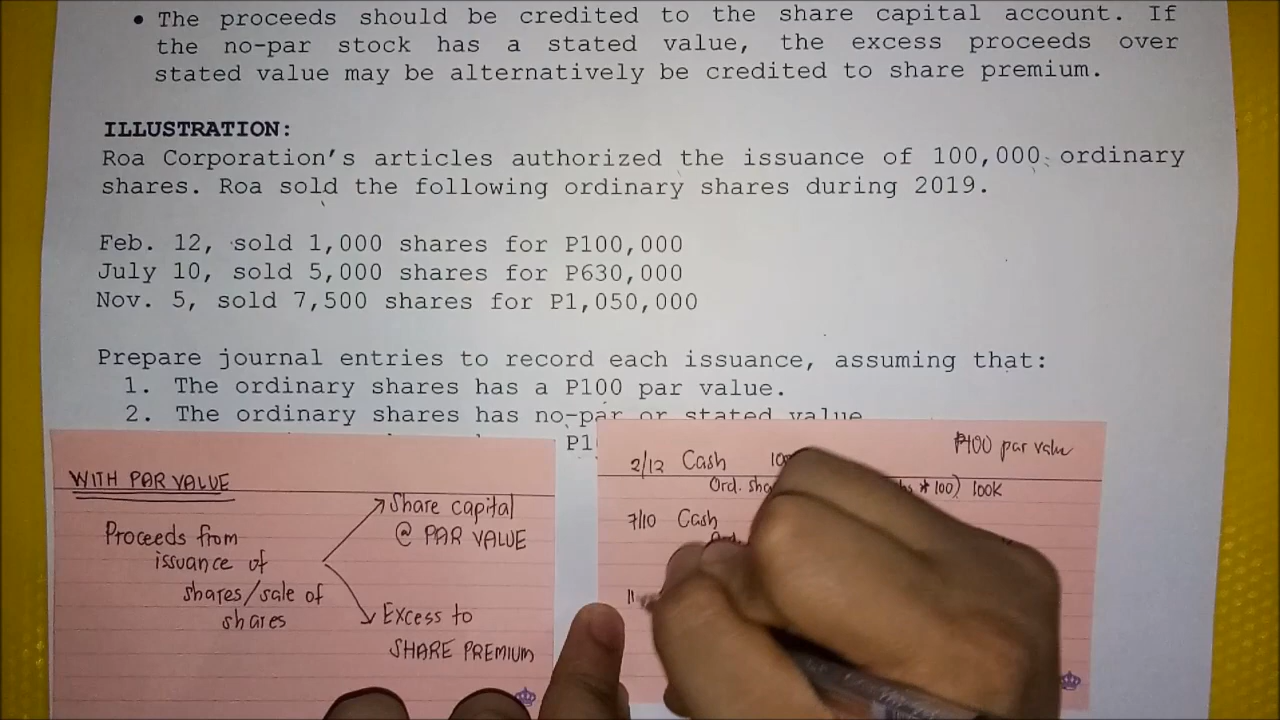 • The proceeds should be credited to the share capital account. If
the no-par stock has a stated value, the excess proceeds over
stated value may be alternatively be credited to share premium.
ILLUSTRATION:
Roa Corporation's articles authorized the issuance of 100,000 ordinary
shares. Roa sold the following ordinary shares during 2019.
Feb. 12, sold 1,000 shares for P100,000
July 10, sold 5,000 shares for P630,000
Nov. 5, sold 7,500 shares for P1,050,000
Prepare journal entries to record each issuance, assuming that:
1. The ordinary shares has a P100 par value.
2. The ordinary shares has no-par or stated value
P1
WITH PAR VALUE
Proceeds from
issuance of
shares/sale of
shares
Share capital
@ PAR VALUE
Excess to
SHARE PREMIUM
₱100 par value
2/12 Cash 10
Ord. sha * 100) 100k
7/10 Cash
11